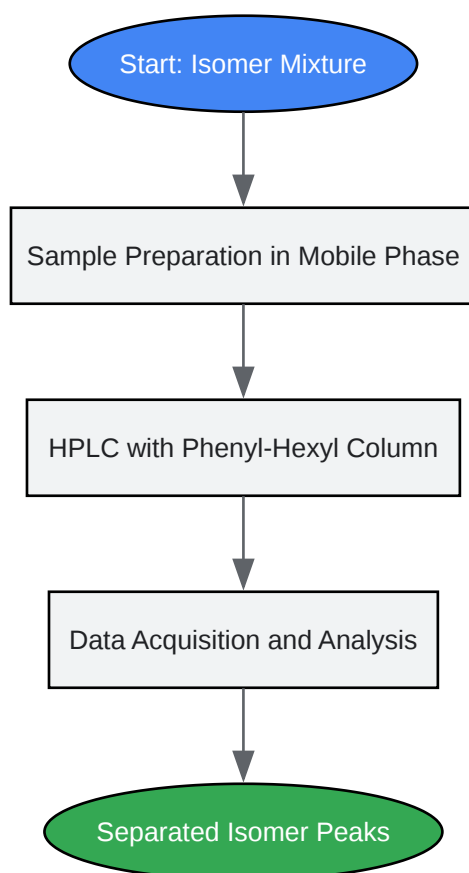 Start: Isomer Mixture
Sample Preparation in Mobile Phase
HPLC with Phenyl-Hexyl Column
Data Acquisition and Analysis
Separated Isomer Peaks